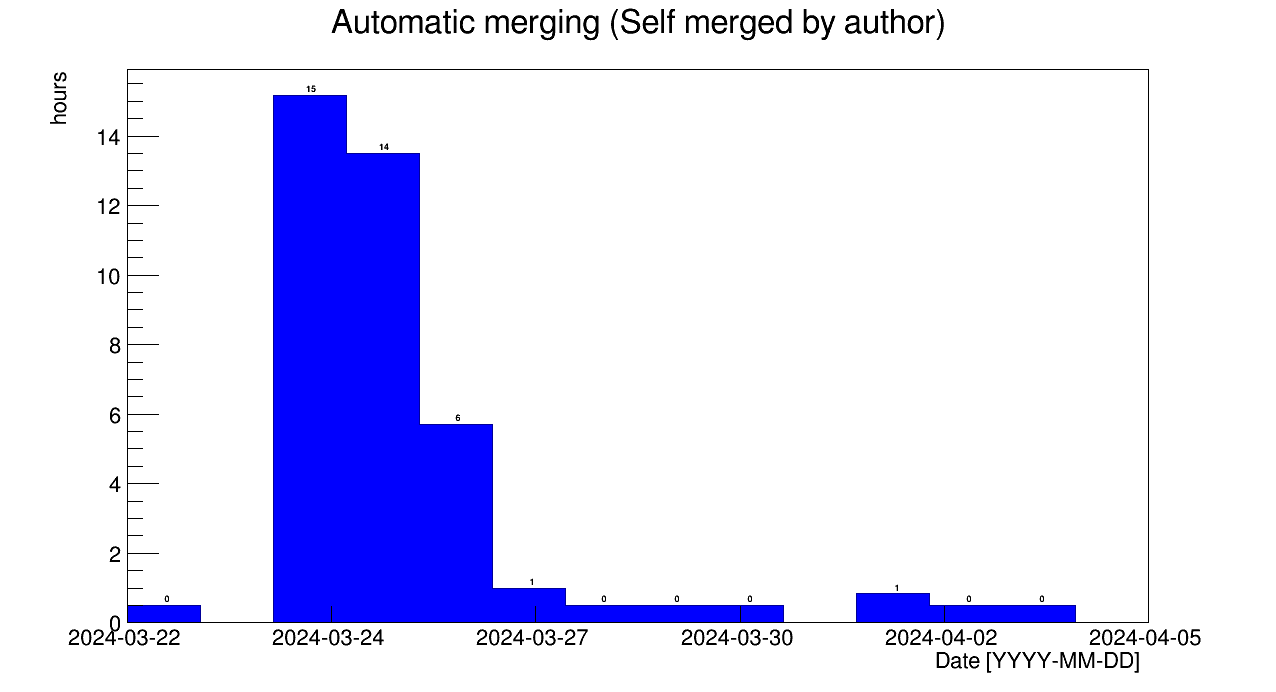 Automatic merging (Self merged by author)
hours
15
14
14
12
10
8
6
6
4
2
1
1
0 0 0 0 0 0
0
2024-03-22 2024-03-24 2024-03-27 2024-03-30 2024-04-02 2024-04-05
Date [YYYY-MM-DD]